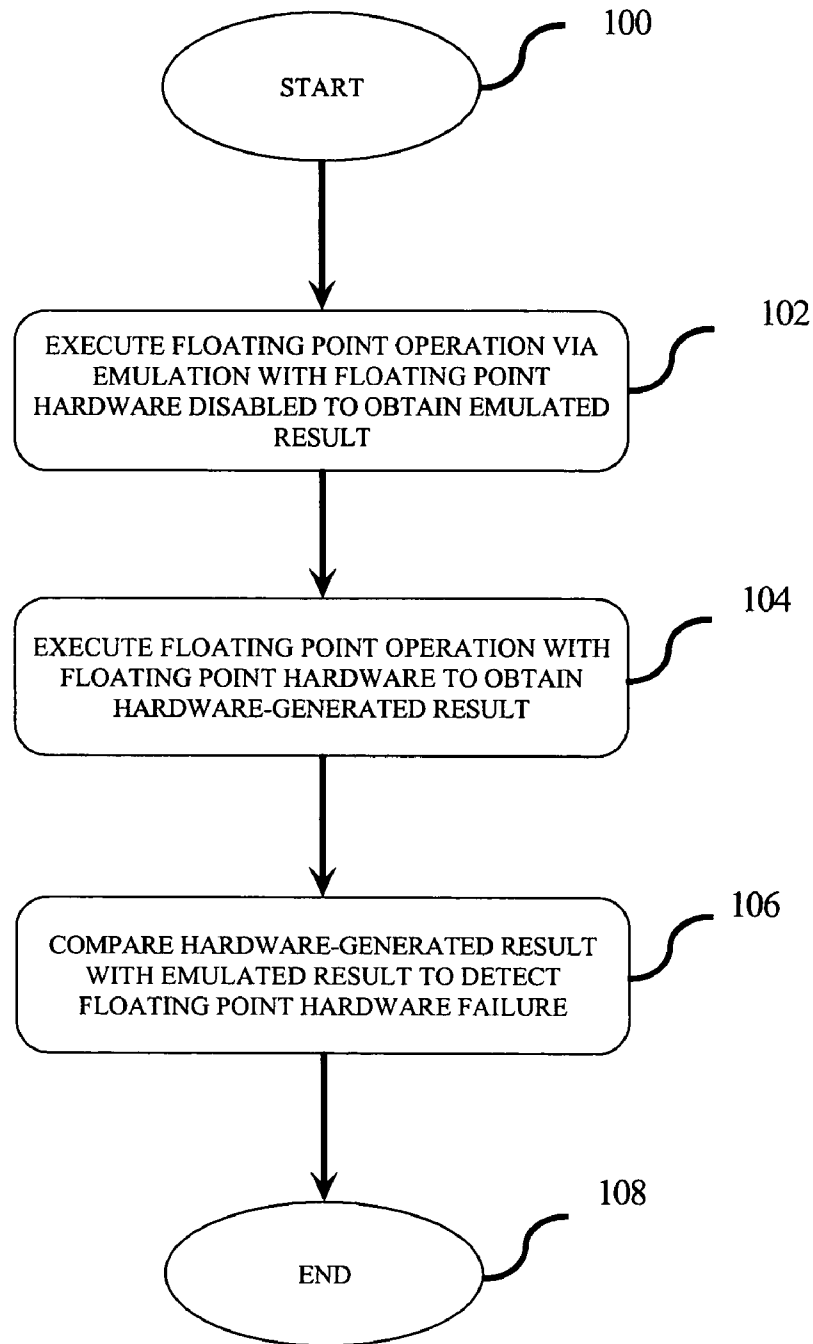 100
START
102
EXECUTE FLOATING POINT OPERATION VIA
EMULATION WITH FLOATING POINT
HARDWARE DISABLED TO OBTAIN EMULATED
RESULT
104
EXECUTE FLOATING POINT OPERATION WITH
FLOATING POINT HARDWARE TO OBTAIN
HARDWARE-GENERATED RESULT
106
COMPARE HARDWARE-GENERATED RESULT
WITH EMULATED RESULT TO DETECT
FLOATING POINT HARDWARE FAILURE
108
END